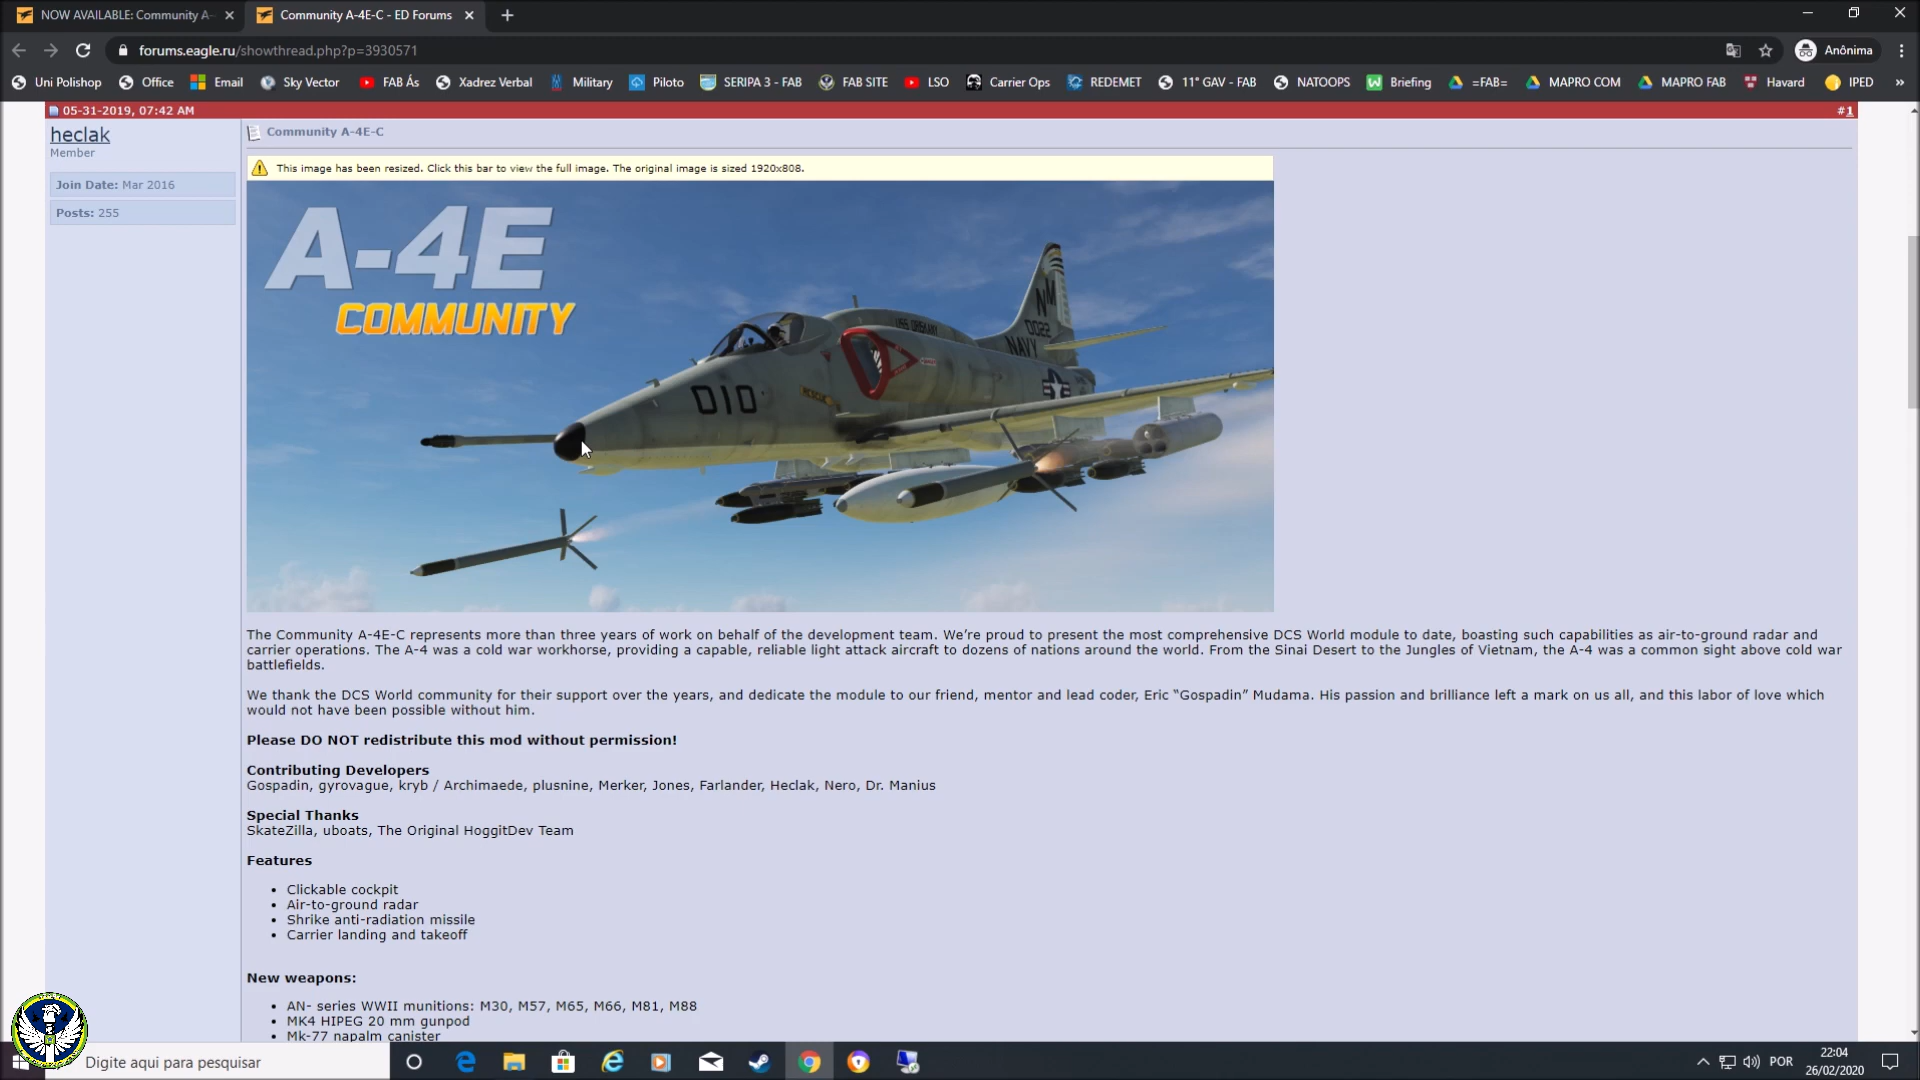 NOW AVAILABLE: Community A-
Community A-4E-C - ED Forums
forums.eagle.ru/showthread.php?p=3930571
Anônima
Uni Polishop
Office
Email
Sky Vector
FAB Ás
Xadrez Verbal
Military
Piloto
SERIPA 3 - FAB
FAB SITE
LSO
Carrier Ops
REDEMET
11° GAV - FAB
NATOOPS
Briefing
=FAB=
MAPRO COM
MAPRO FAB
Havard
IPED
»
05-31-2019, 07:42 AM
#1
heclak
Member
Join Date: Mar 2016
Posts: 255
Community A-4E-C
This image has been resized. Click this bar to view the full image. The original image is sized 1920x808.
A-4E
COMMUNITY
010
RESCUE
USS ORISKANY
NM
0022
NAVY
The Community A-4E-C represents more than three years of work on behalf of the development team. We're proud to present the most comprehensive DCS World module to date, boasting such capabilities as air-to-ground radar and
carrier operations. The A-4 was a cold war workhorse, providing a capable, reliable light attack aircraft to dozens of nations around the world. From the Sinai Desert to the Jungles of Vietnam, the A-4 was a common sight above cold war
battlefields.
We thank the DCS World community for their support over the years, and dedicate the module to our friend, mentor and lead coder, Eric “Gospadin” Mudama. His passion and brilliance left a mark on us all, and this labor of love which
would not have been possible without him.
Please DO NOT redistribute this mod without permission!
Contributing Developers
Gospadin, gyrovague, kryb / Archimaede, plusnine, Merker, Jones, Farlander, Heclak, Nero, Dr. Manius
Special Thanks
SkateZilla, uboats, The Original HoggitDev Team
Features
• Clickable cockpit
• Air-to-ground radar
• Shrike anti-radiation missile
• Carrier landing and takeoff
New weapons:
• AN- series WWII munitions: M30, M57, M65, M66, M81, M88
• MK4 HIPEG 20 mm gunpod
• Mk-77 napalm canister
Digite aqui para pesquisar
POR
22:04
26/02/2020